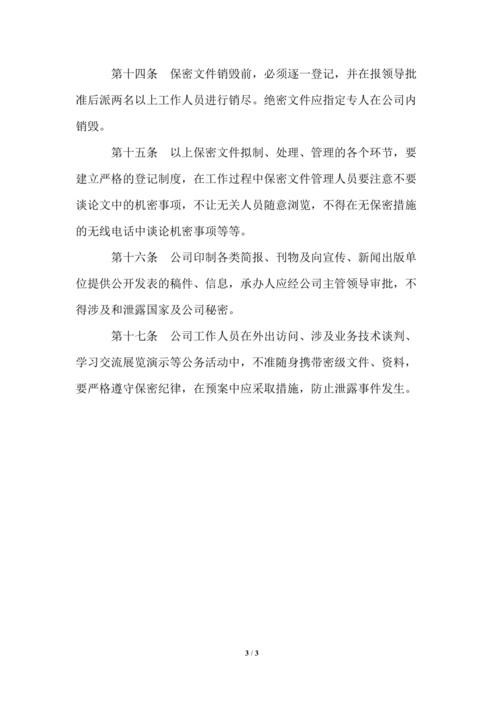 第十四条　保密文件销毁前，必须逐一登记，并在报领导批
准后派两名以上工作人员进行销尽。绝密文件应指定专人在公司内
销毁。
第十五条　以上保密文件拟制、处理、管理的各个环节，要
建立严格的登记制度，在工作过程中保密文件管理人员要注意不要
谈论文中的机密事项，不让无关人员随意浏览，不得在无保密措施
的无线电话中谈论机密事项等等。
第十六条　公司印制各类简报、刊物及向宣传、新闻出版单
位提供公开发表的稿件、信息，承办人应经公司主管领导审批，不
得涉及和泄露国家及公司秘密。
第十七条　公司工作人员在外出访问、涉及业务技术谈判、
学习交流展览演示等公务活动中，不准随身携带密级文件、资料，
要严格遵守保密纪律，在预案中应采取措施，防止泄露事件发生。
3 / 3